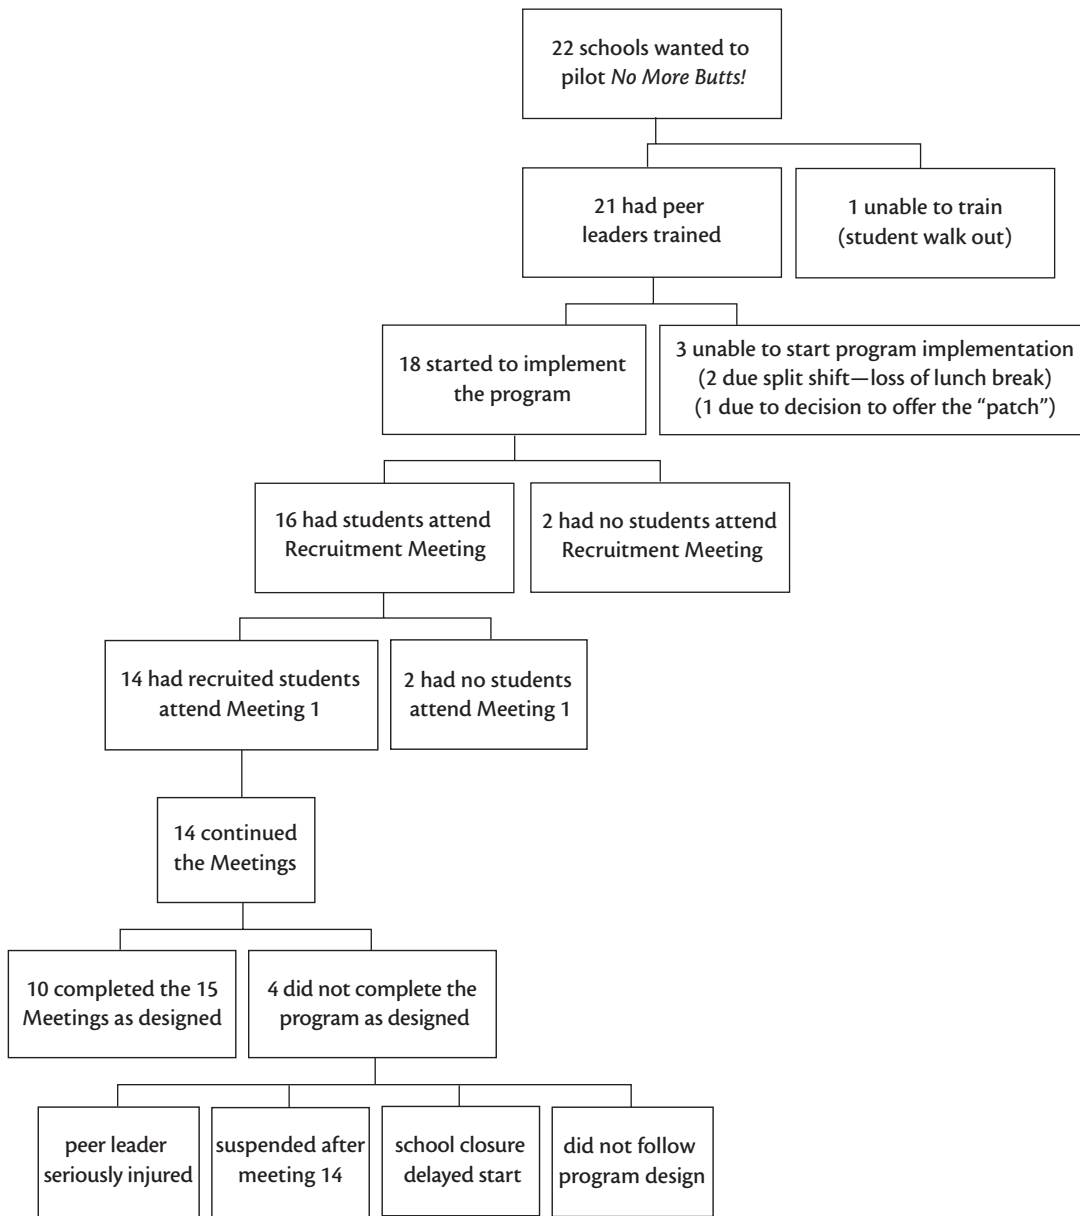 22 schools wanted to
pilot No More Butts!
21 had peer
leaders trained
1 unable to train
(student walk out)
18 started to implement
the program
3 unable to start program implementation
(2 due split shift—loss of lunch break)
(1 due to decision to offer the “patch”)
16 had students attend
Recruitment Meeting
2 had no students attend
Recruitment Meeting
14 had recruited students
attend Meeting 1
2 had no students
attend Meeting 1
14 continued
the Meetings
10 completed the 15
Meetings as designed
4 did not complete the
program as designed
peer leader
seriously injured
suspended after
meeting 14
school closure
delayed start
did not follow
program design